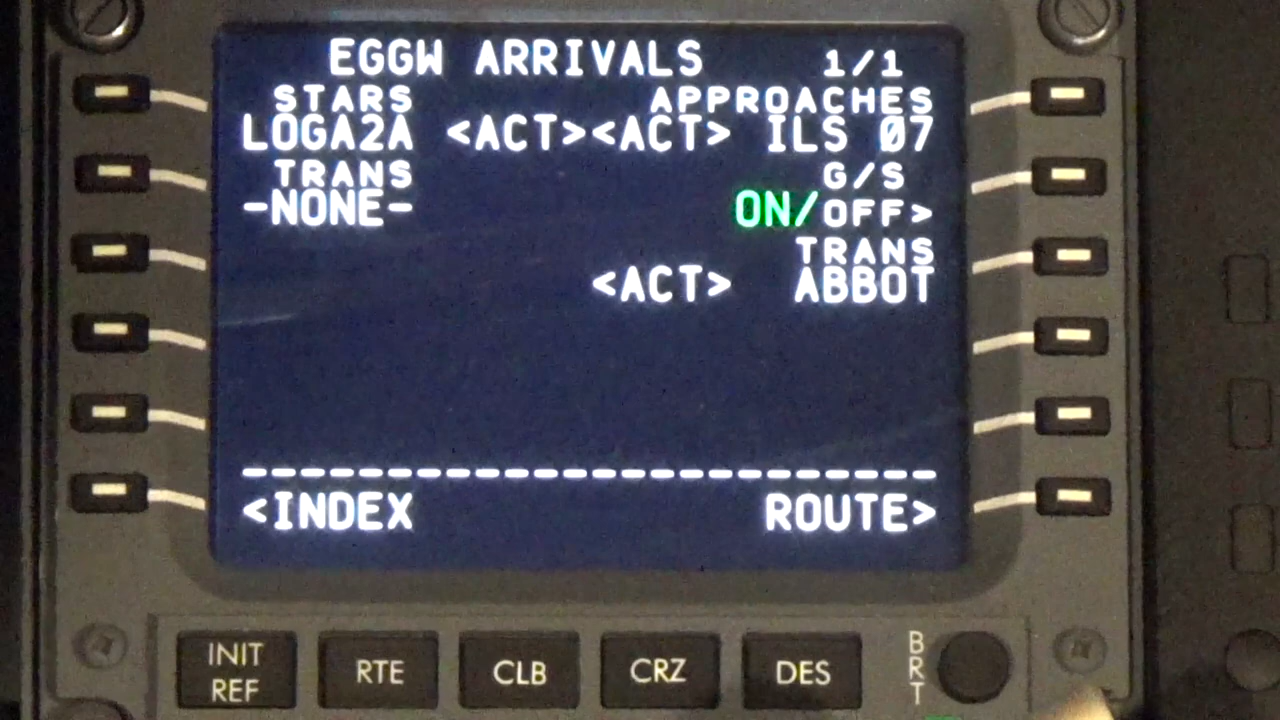 EGGW ARRIVALS 1/1
STARS APPROACHES
LOGA2A <ACT><ACT> ILS 07
TRANS G/S
-NONE- ON/OFF>
TRANS
<ACT> ABBOT
------------------------
<INDEX ROUTE>
INIT REF RTE CLB CRZ DES BRT